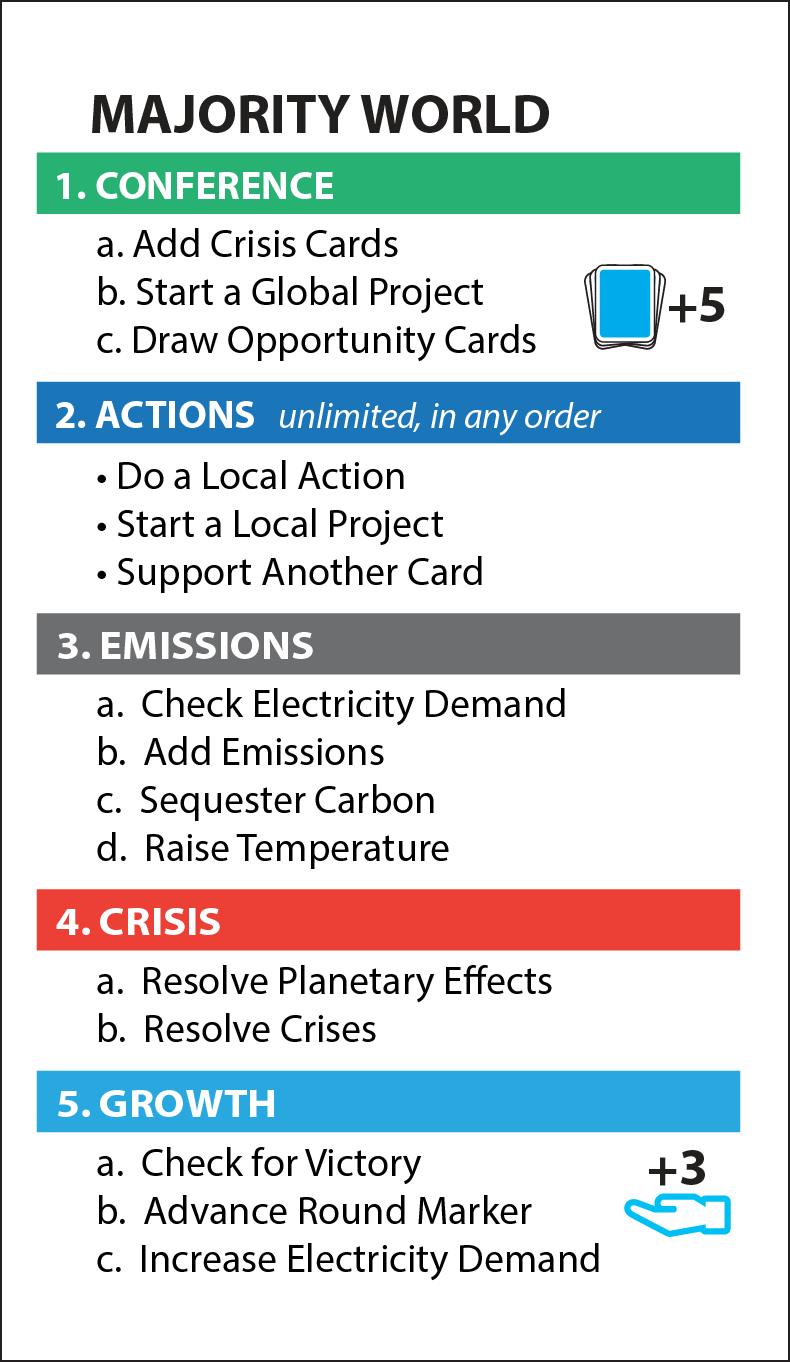 MAJORITY WORLD
1. CONFERENCE
a. Add Crisis Cards
b. Start a Global Project
c. Draw Opportunity Cards
+5
2. ACTIONS unlimited, in any order
• Do a Local Action
• Start a Local Project
• Support Another Card
3. EMISSIONS
a. Check Electricity Demand
b. Add Emissions
c. Sequester Carbon
d. Raise Temperature
4. CRISIS
a. Resolve Planetary Effects
b. Resolve Crises
5. GROWTH
a. Check for Victory
b. Advance Round Marker
c. Increase Electricity Demand
+3